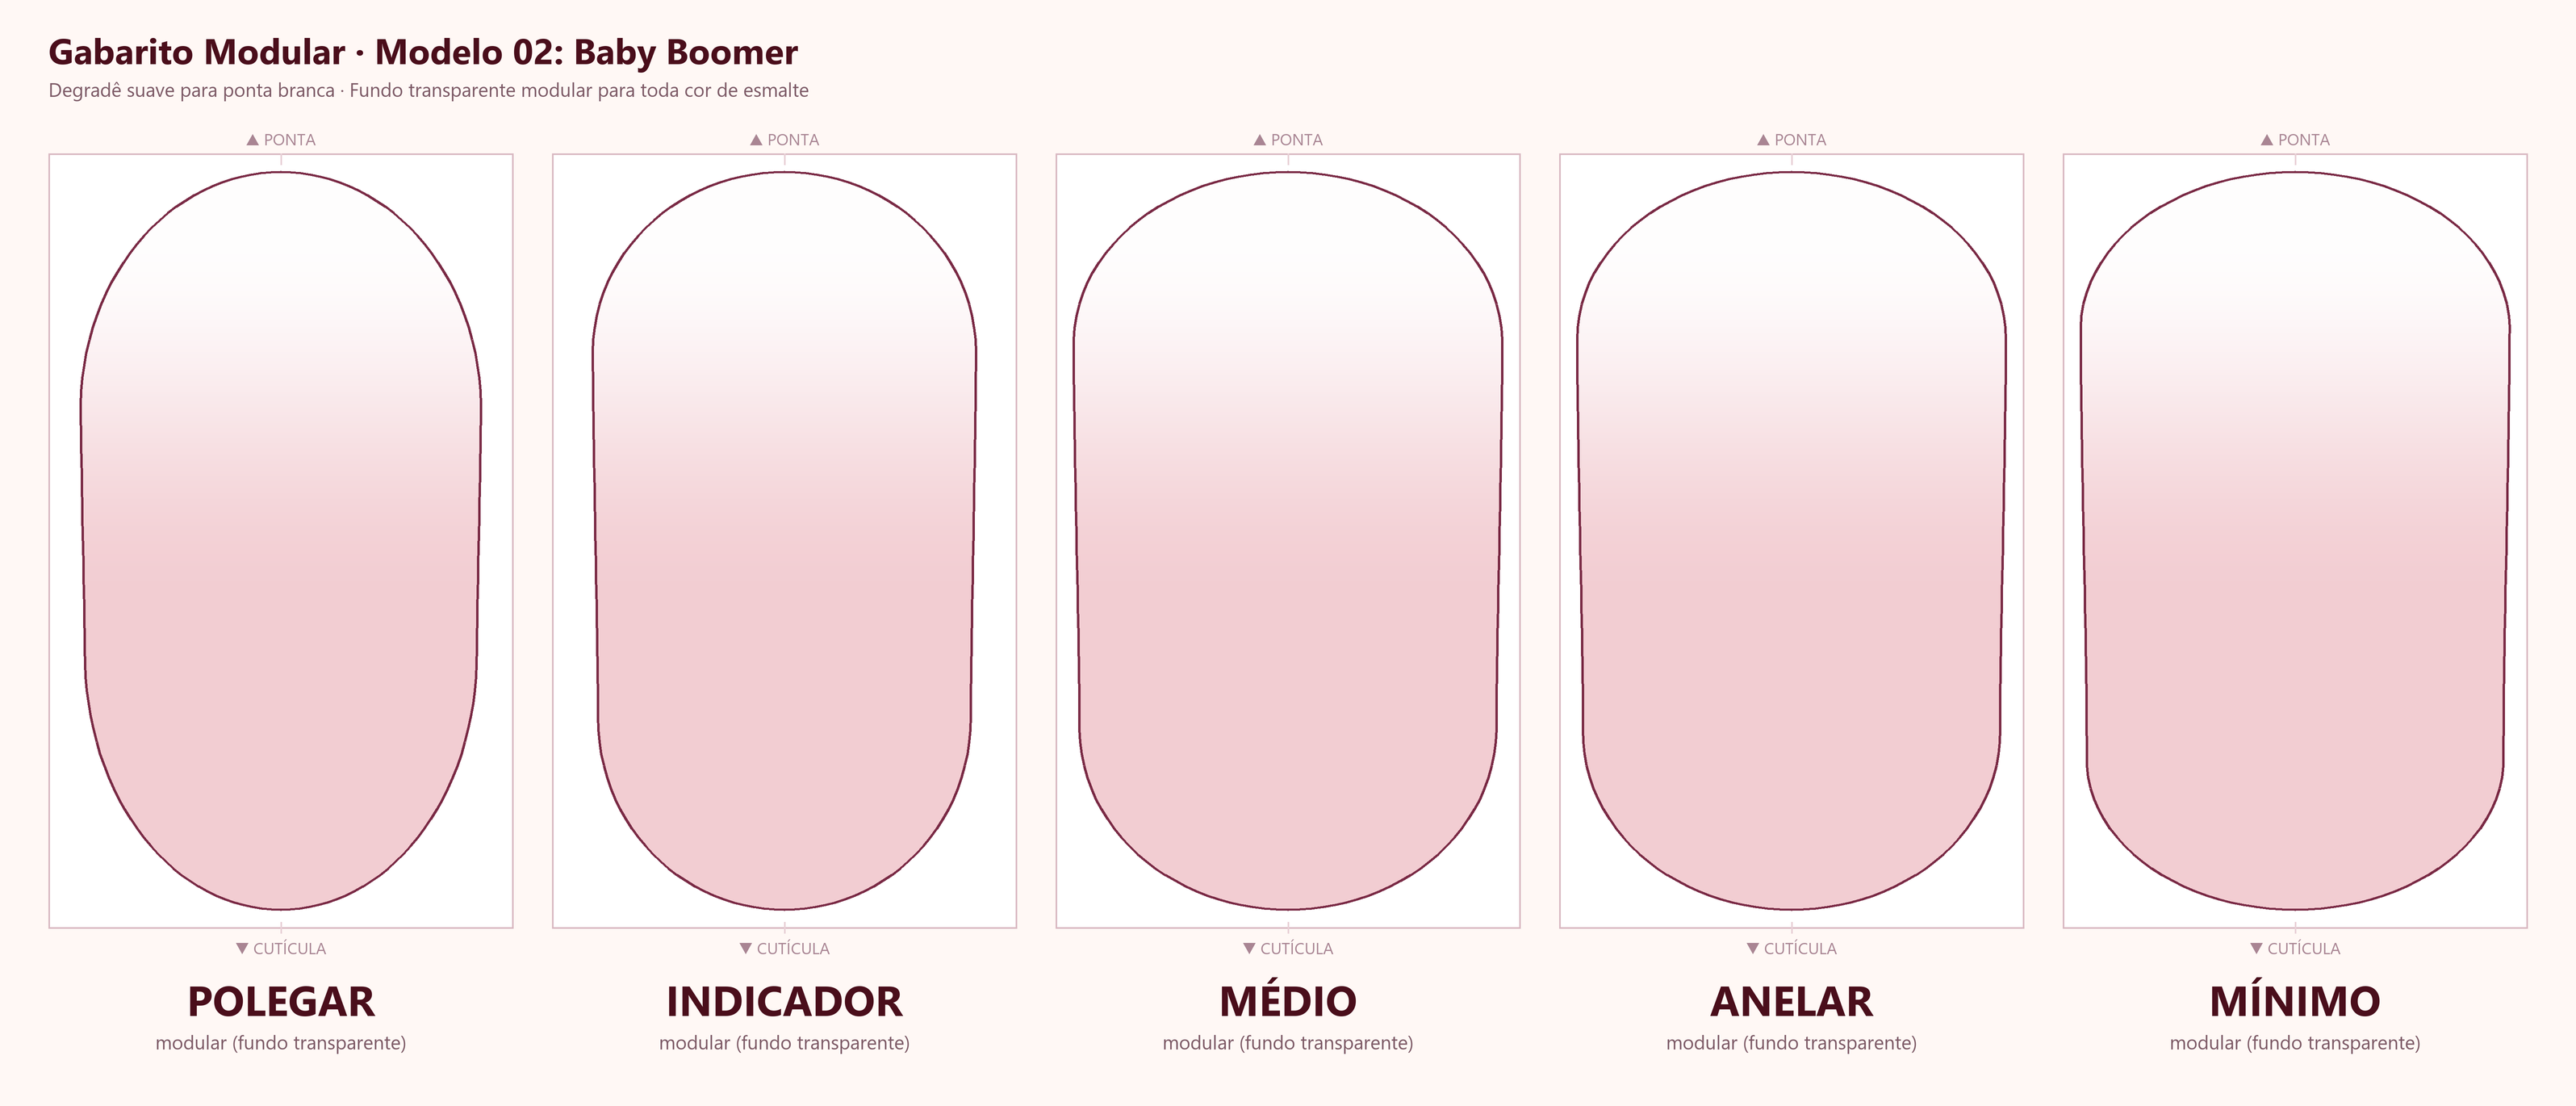 Gabarito Modular · Modelo 02: Baby Boomer
Degradê suave para ponta branca · Fundo transparente modular para toda cor de esmalte
▲ PONTA
▲ PONTA
▲ PONTA
▲ PONTA
▲ PONTA
▼ CUTÍCULA
▼ CUTÍCULA
▼ CUTÍCULA
▼ CUTÍCULA
▼ CUTÍCULA
POLEGAR
INDICADOR
MÉDIO
ANELAR
MÍNIMO
modular (fundo transparente)
modular (fundo transparente)
modular (fundo transparente)
modular (fundo transparente)
modular (fundo transparente)